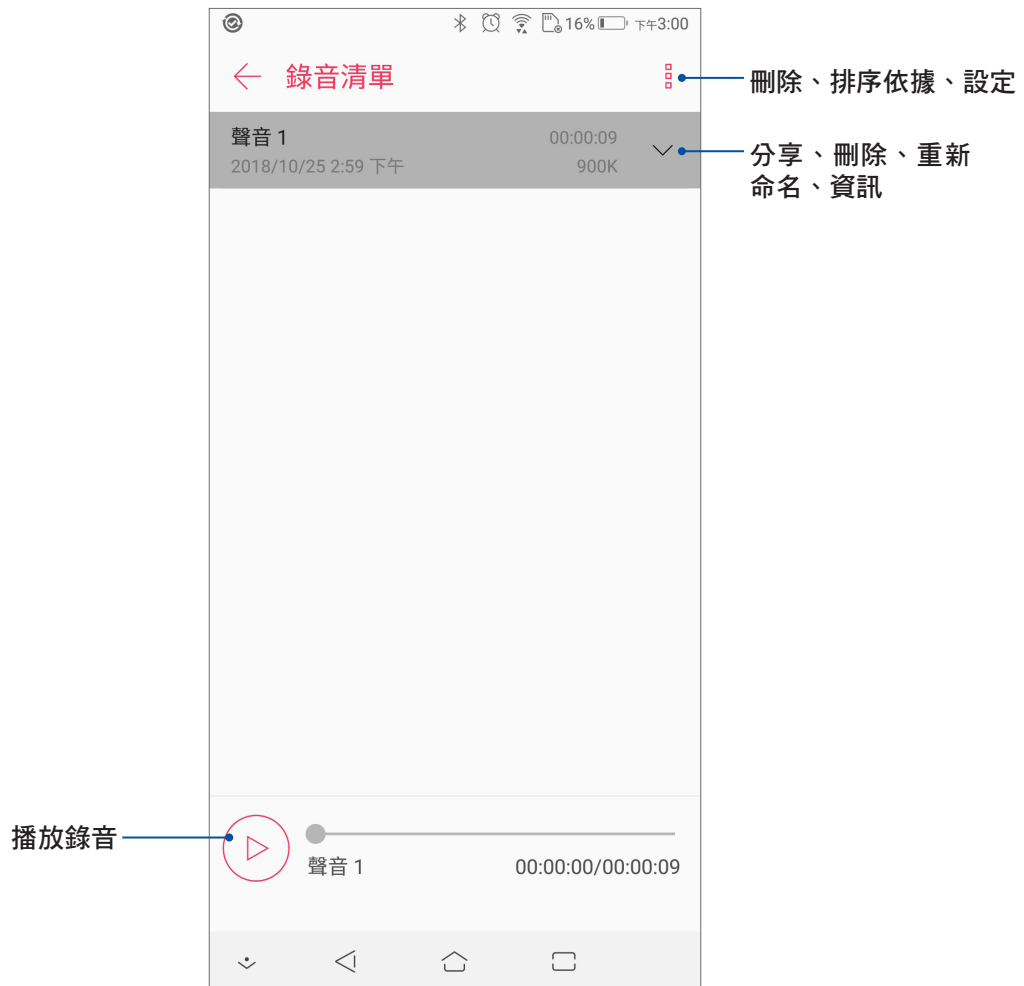 16% 下午3:00
錄音清單
刪除、排序依據、設定
聲音 1 00:00:09
2018/10/25 2:59 下午 900K
分享、刪除、重新
命名、資訊
播放錄音
聲音 1 00:00:00/00:00:09